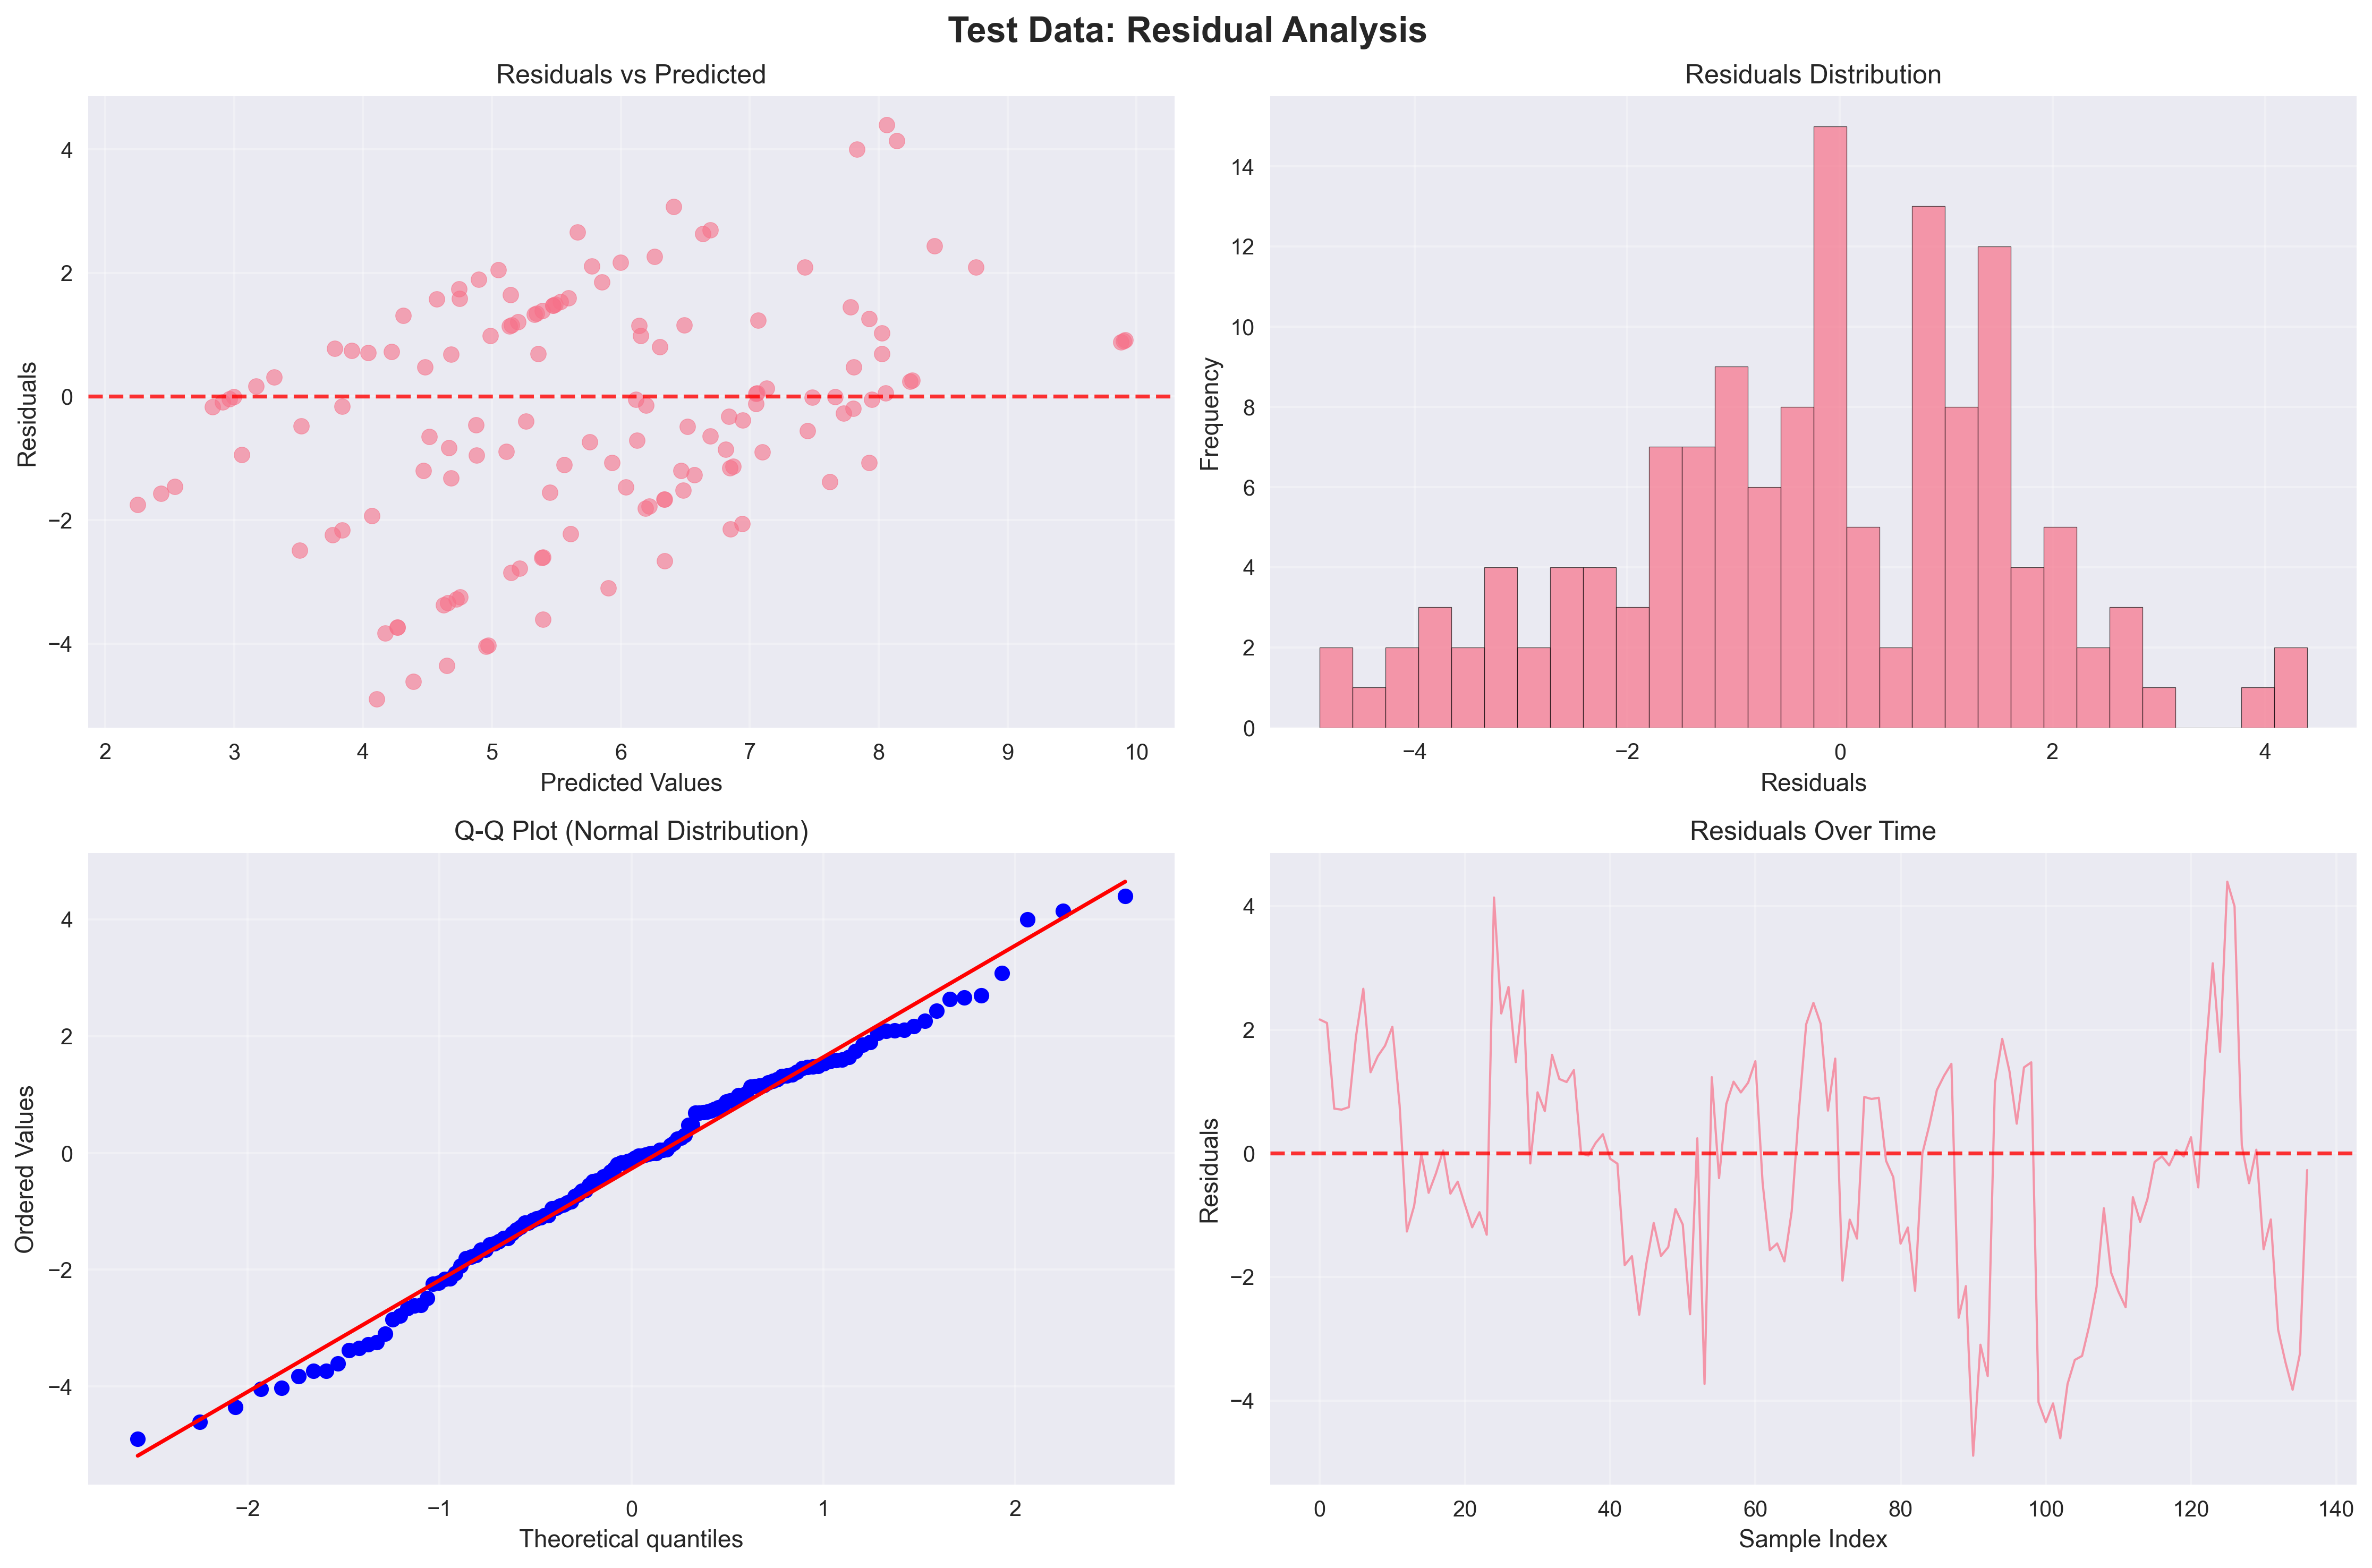 Test Data: Residual Analysis
Residuals vs Predicted
Residuals
4
2
0
−2
−4
2 3 4 5 6 7 8 9 10
Predicted Values
Residuals Distribution
Frequency
14
12
10
8
6
4
2
0
−4 −2 0 2 4
Residuals
Q-Q Plot (Normal Distribution)
Ordered Values
4
2
0
−2
−4
−2 −1 0 1 2
Theoretical quantiles
Residuals Over Time
Residuals
4
2
0
−2
−4
0 20 40 60 80 100 120 140
Sample Index